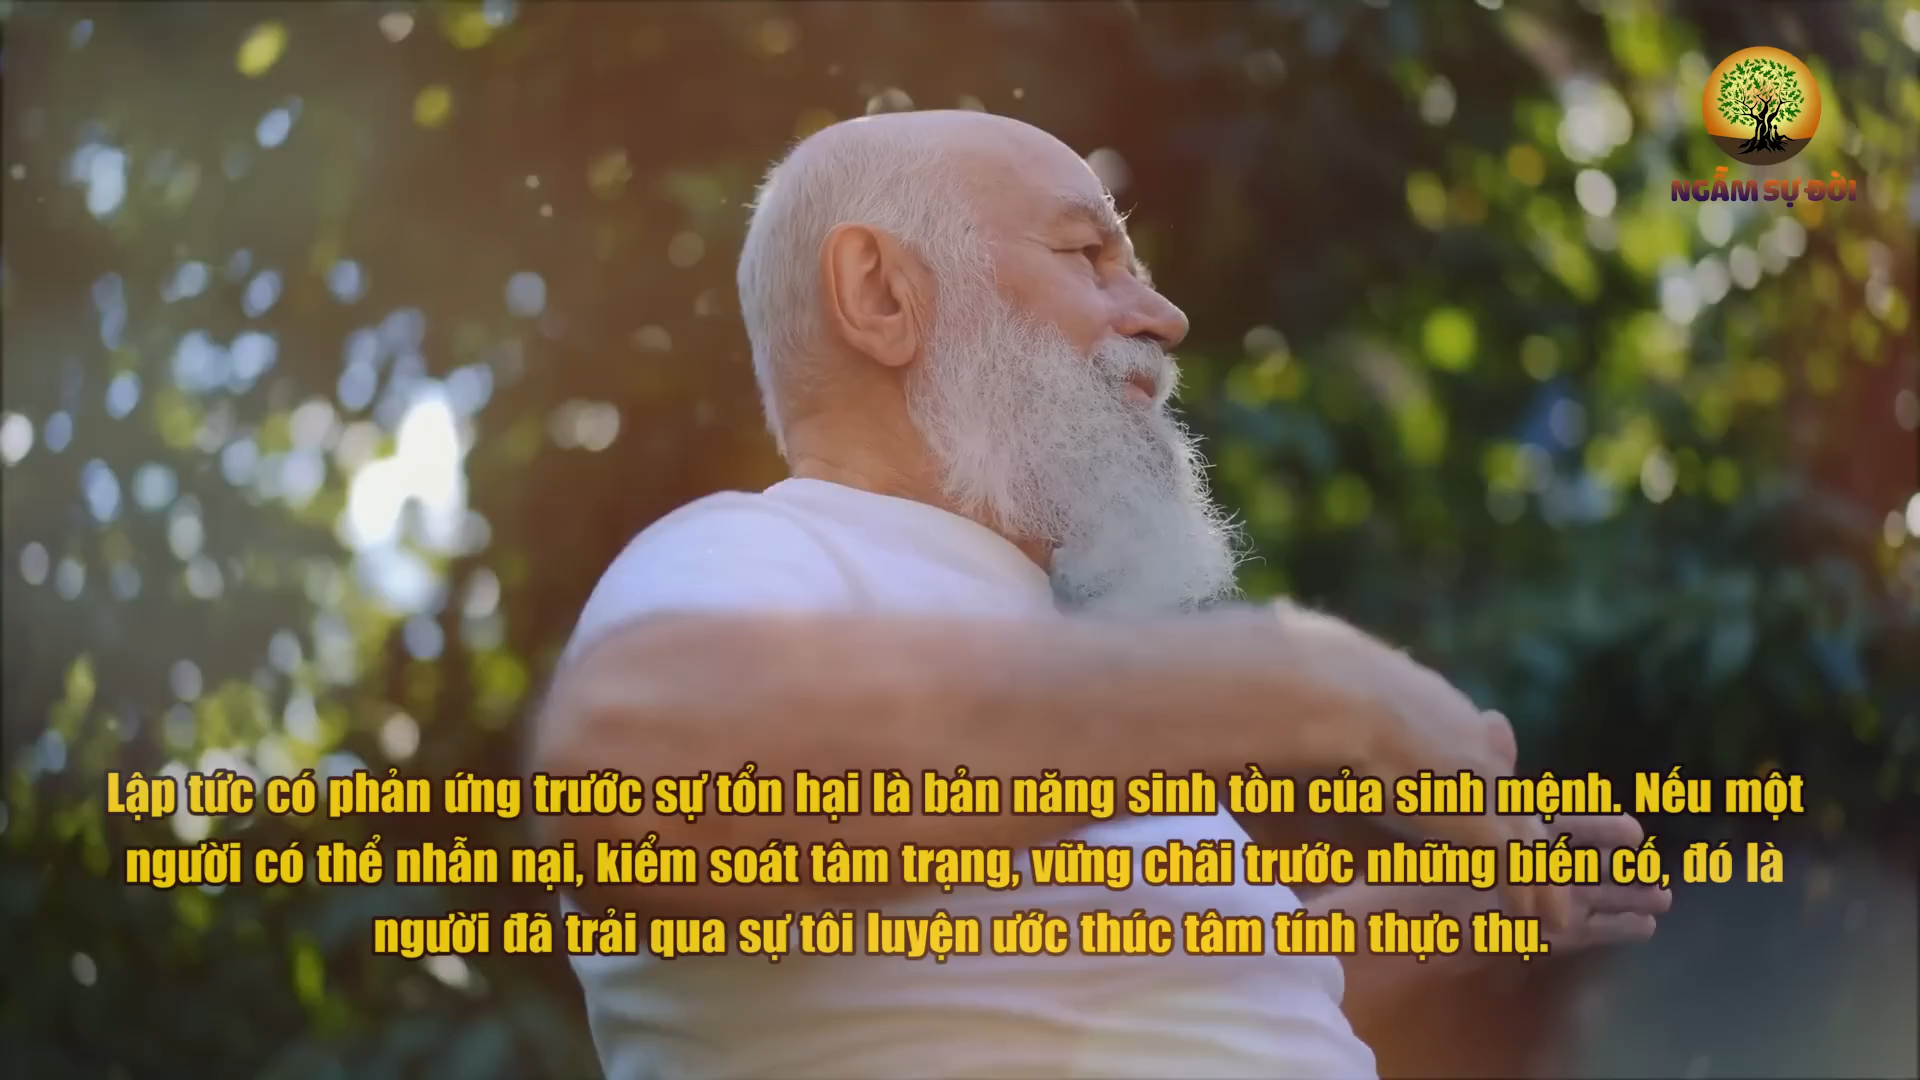 NGẪM SỰ ĐỜI
Lập tức có phản ứng trước sự tổn hại là bản năng sinh tồn của sinh mệnh. Nếu một
người có thể nhẫn nại, kiểm soát tâm trạng, vững chãi trước những biến cố, đó là
người đã trải qua sự tôi luyện ước thúc tâm tính thực thụ.